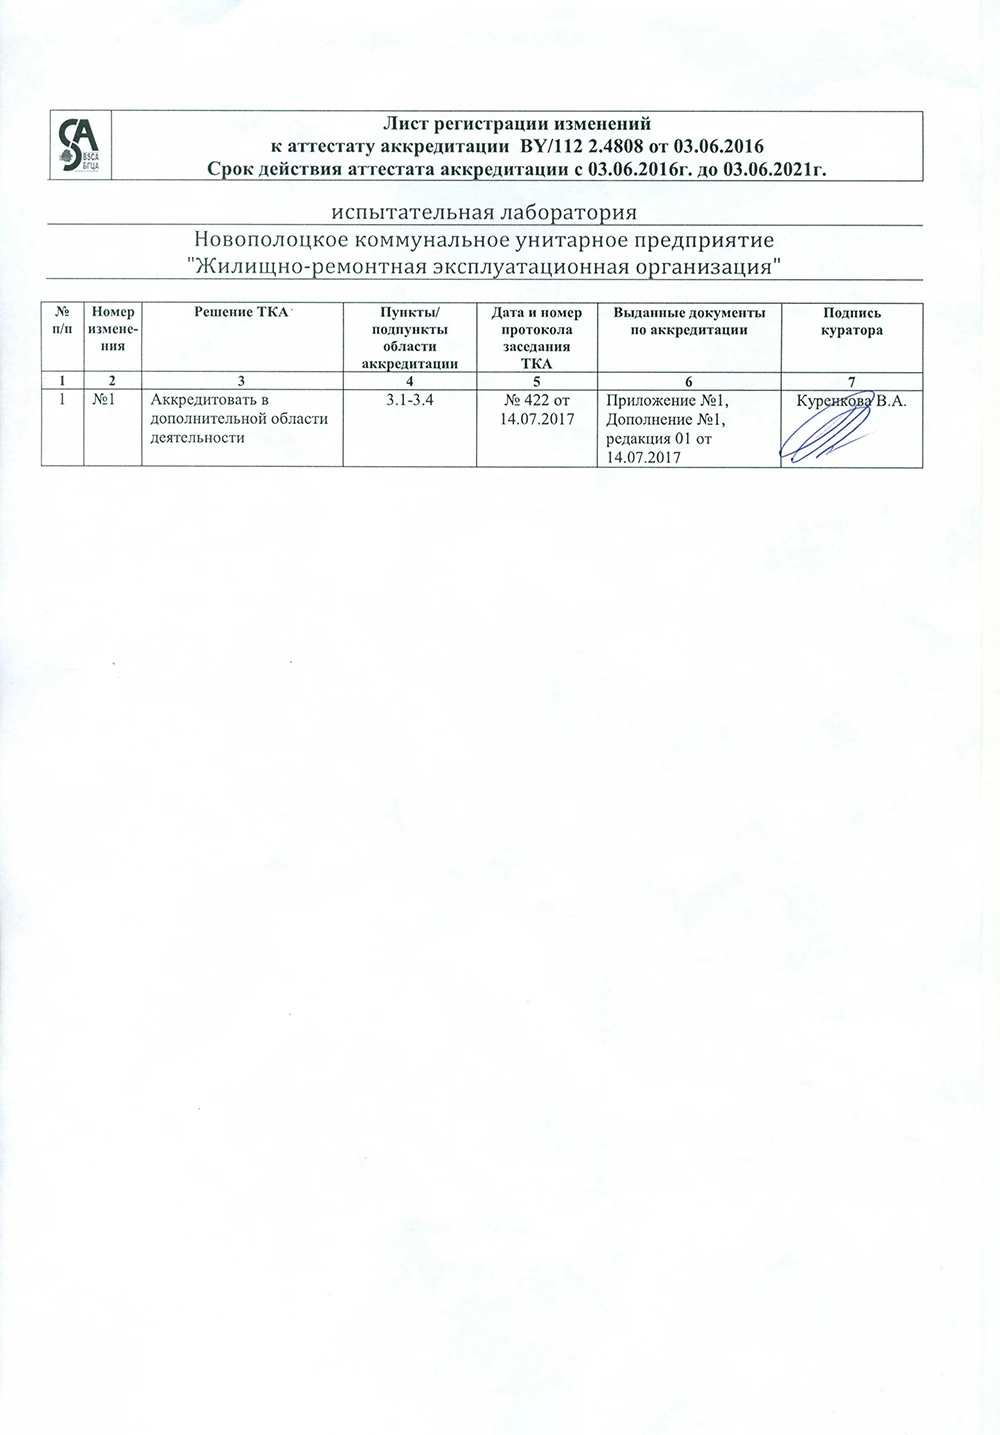 BSCA
БГЦА
Лист регистрации изменений
к аттестату аккредитации BY/112 2.4808 от 03.06.2016
Срок действия аттестата аккредитации с 03.06.2016г. до 03.06.2021г.
испытательная лаборатория
Новополоцкое коммунальное унитарное предприятие
"Жилищно-ремонтная эксплуатационная организация"
№
п/п
Номер
измене-
ния
Решение ТКА
Пункты/
подпункты
области
аккредитации
Дата и номер
протокола
заседания
ТКА
Выданные документы
по аккредитации
Подпись
куратора
1
2
3
4
5
6
7
1
№1
Аккредитовать в
дополнительной области
деятельности
3.1-3.4
№ 422 от
14.07.2017
Приложение №1,
Дополнение №1,
редакция 01 от
14.07.2017
Куренкова В.А.